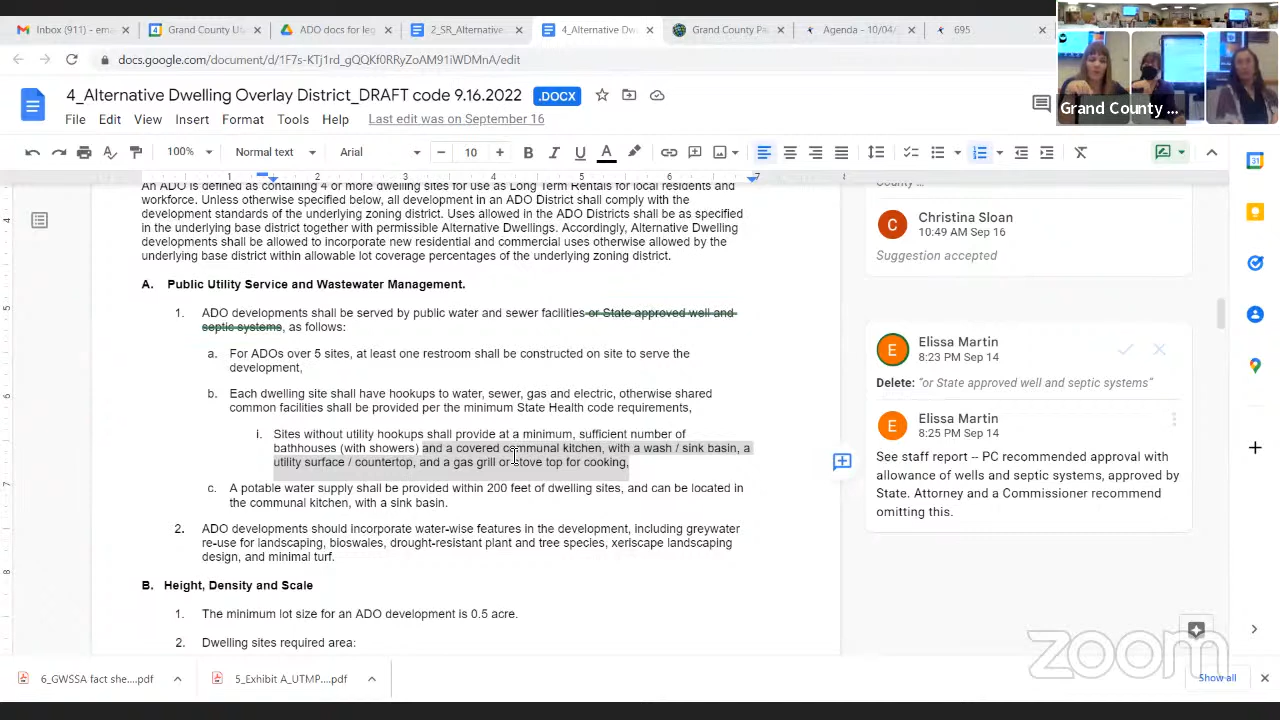 Inbox (911) - ema
Grand County Ut
ADO docs for leg
2_SR_Alternative
4_Alternative Dw
Grand County Pa
Agenda - 10/04/
695
docs.google.com/document/d/1F7s-KTj1rd_gQQKf0RRyZoAM91iWDMnA/edit
4_Alternative Dwelling Overlay District_DRAFT code 9.16.2022
.DOCX
File Edit View Insert Format Tools Help
Last edit was on September 16
Grand County ...
100% Normal text Arial 10 B I U A
1 2 3 4 5 6 7 8
An ADO is defined as containing 4 or more dwelling sites for use as Long Term Rentals for local residents and
workforce. Unless otherwise specified below, all development in an ADO District shall comply with the
development standards of the underlying zoning district. Uses allowed in the ADO Districts shall be as specified
in the underlying base district together with permissible Alternative Dwellings. Accordingly, Alternative Dwelling
developments shall be allowed to incorporate new residential and commercial uses otherwise allowed by the
underlying base district within allowable lot coverage percentages of the underlying zoning district.
A. Public Utility Service and Wastewater Management.
1. ADO developments shall be served by public water and sewer facilities or State approved well and
septic systems, as follows:
a. For ADOs over 5 sites, at least one restroom shall be constructed on site to serve the
development,
b. Each dwelling site shall have hookups to water, sewer, gas and electric, otherwise shared
common facilities shall be provided per the minimum State Health code requirements,
i. Sites without utility hookups shall provide at a minimum, sufficient number of
bathhouses (with showers) and a covered communal kitchen, with a wash / sink basin, a
utility surface / countertop, and a gas grill or stove top for cooking,
c. A potable water supply shall be provided within 200 feet of dwelling sites, and can be located in
the communal kitchen, with a sink basin.
2. ADO developments should incorporate water-wise features in the development, including greywater
re-use for landscaping, bioswales, drought-resistant plant and tree species, xeriscape landscaping
design, and minimal turf.
B. Height, Density and Scale
1. The minimum lot size for an ADO development is 0.5 acre.
2. Dwelling sites required area:
4
5
6
7
8
County ...
C
Christina Sloan
10:49 AM Sep 16
Suggestion accepted
E
Elissa Martin
8:23 PM Sep 14
Delete: "or State approved well and septic systems"
E
Elissa Martin
8:25 PM Sep 14
See staff report -- PC recommended approval with
allowance of wells and septic systems, approved by
State. Attorney and a Commissioner recommend
omitting this.
31
zoom
6_GWSSA fact she....pdf
5_Exhibit A_UTMP....pdf
Show all